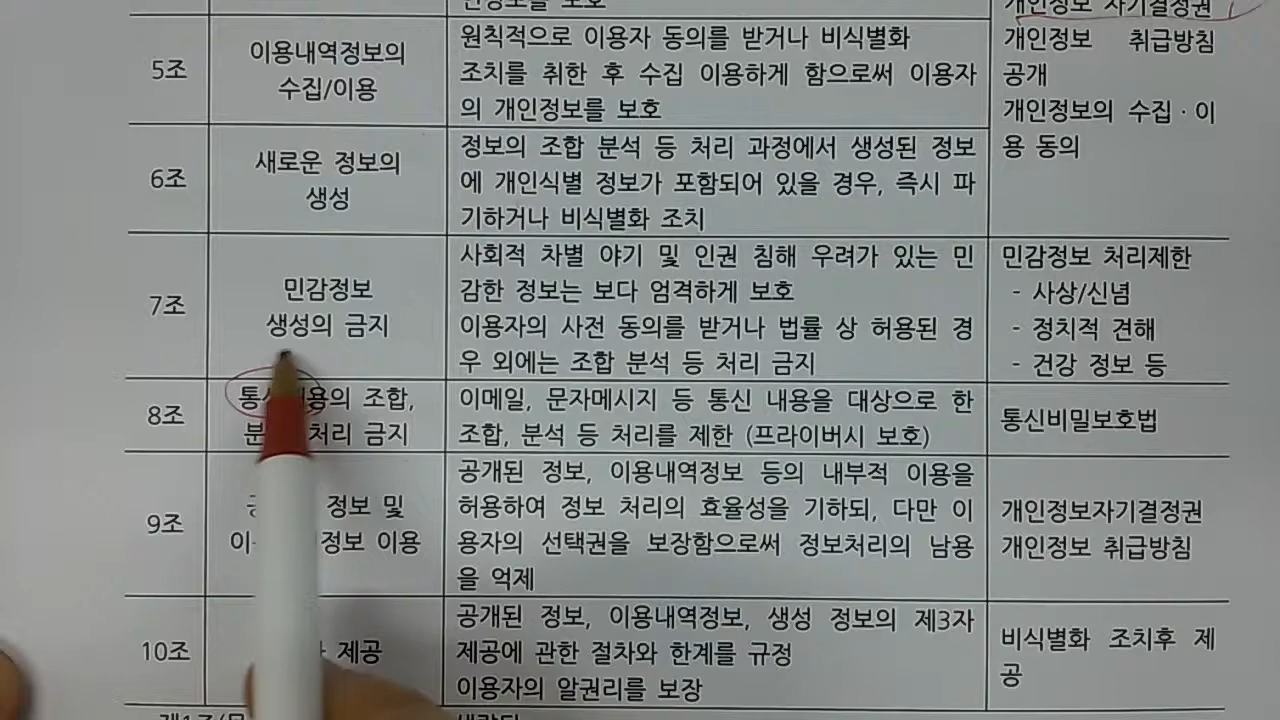 인정보를 보호
개인정보 자기결정권
5조
이용내역정보의
수집/이용
원칙적으로 이용자 동의를 받거나 비식별화
조치를 취한 후 수집 이용하게 함으로써 이용자
의 개인정보를 보호
개인정보 취급방침
공개
개인정보의 수집·이
용 동의
6조
새로운 정보의
생성
정보의 조합 분석 등 처리 과정에서 생성된 정보
에 개인식별 정보가 포함되어 있을 경우, 즉시 파
기하거나 비식별화 조치
7조
민감정보
생성의 금지
사회적 차별 야기 및 인권 침해 우려가 있는 민
감한 정보는 보다 엄격하게 보호
이용자의 사전 동의를 받거나 법률 상 허용된 경
우 외에는 조합 분석 등 처리 금지
민감정보 처리제한
- 사상/신념
- 정치적 견해
- 건강 정보 등
8조
조합,
처리 금지
이메일, 문자메시지 등 통신 내용을 대상으로 한
조합, 분석 등 처리를 제한 (프라이버시 보호)
통신비밀보호법
9조
정보 및
정보 이용
공개된 정보, 이용내역정보 등의 내부적 이용을
허용하여 정보 처리의 효율성을 기하되, 다만 이
용자의 선택권을 보장함으로써 정보처리의 남용
을 억제
개인정보자기결정권
개인정보 취급방침
10조
제공
공개된 정보, 이용내역정보, 생성 정보의 제3자
제공에 관한 절차와 한계를 규정
이용자의 알권리를 보장
비식별화 조치후 제
공